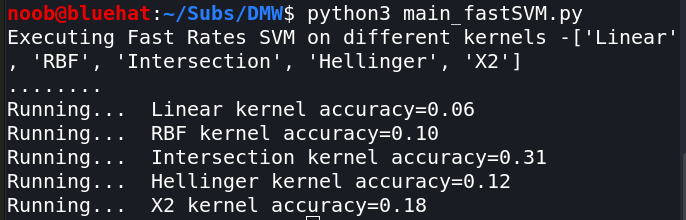 noob@bluehat:~/Subs/DMW$ python3 main_fastSVM.py
Executing Fast Rates SVM on different kernels -['Linear'
, 'RBF', 'Intersection', 'Hellinger', 'X2']
........
Running...  Linear kernel accuracy=0.06
Running...  RBF kernel accuracy=0.10
Running...  Intersection kernel accuracy=0.31
Running...  Hellinger kernel accuracy=0.12
Running...  X2 kernel accuracy=0.18